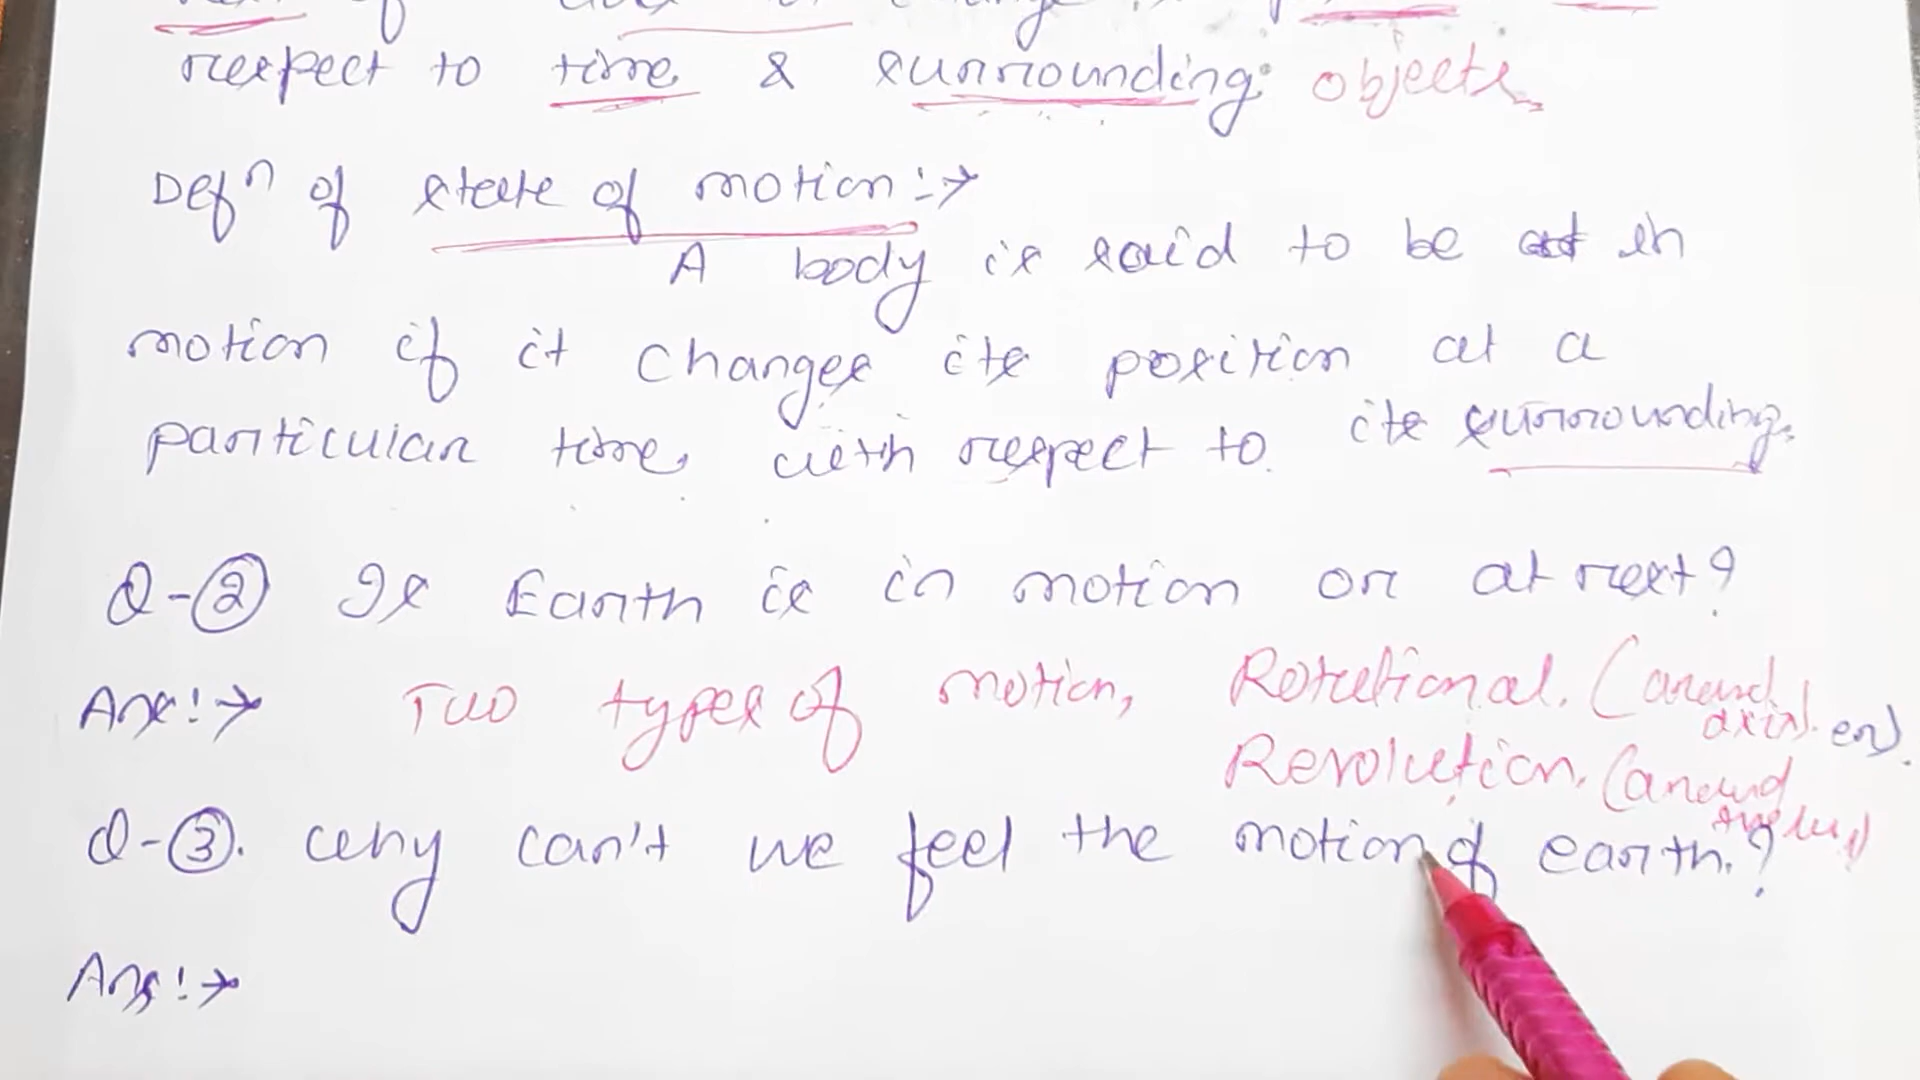 respect to time & surrounding objects.
Defⁿ of state of motion:→
A body is said to be in
motion if it changes its position at a
particular time, with respect to its surrounding.
Q-② Is Earth is in motion or at rest?
Ans:→ Two types of motion, Rotational. (around axis).
Revolution. (around
Q-③. Why can't we feel the motion of earth.?
Ans:→